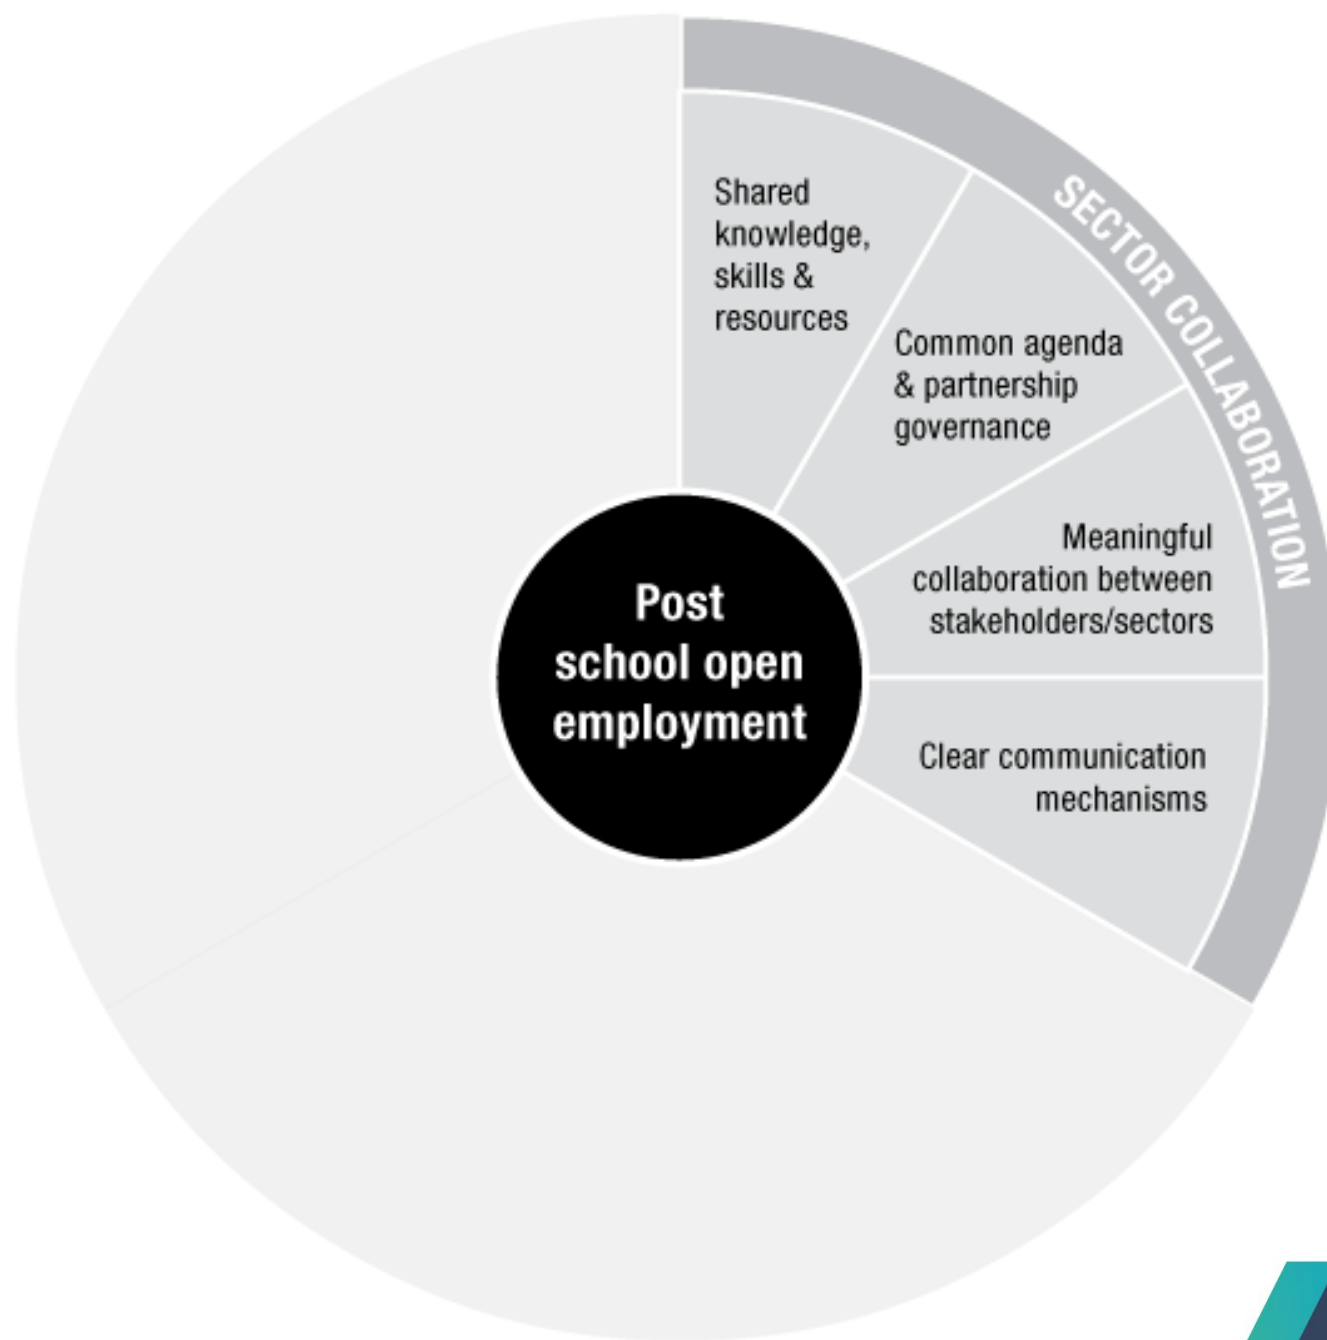 Shared
knowledge,
skills &
resources
SECTOR COLLABORATION
Common agenda
& partnership
governance
Meaningful
collaboration between
stakeholders/sectors
Post
school open
employment
Clear communication
mechanisms